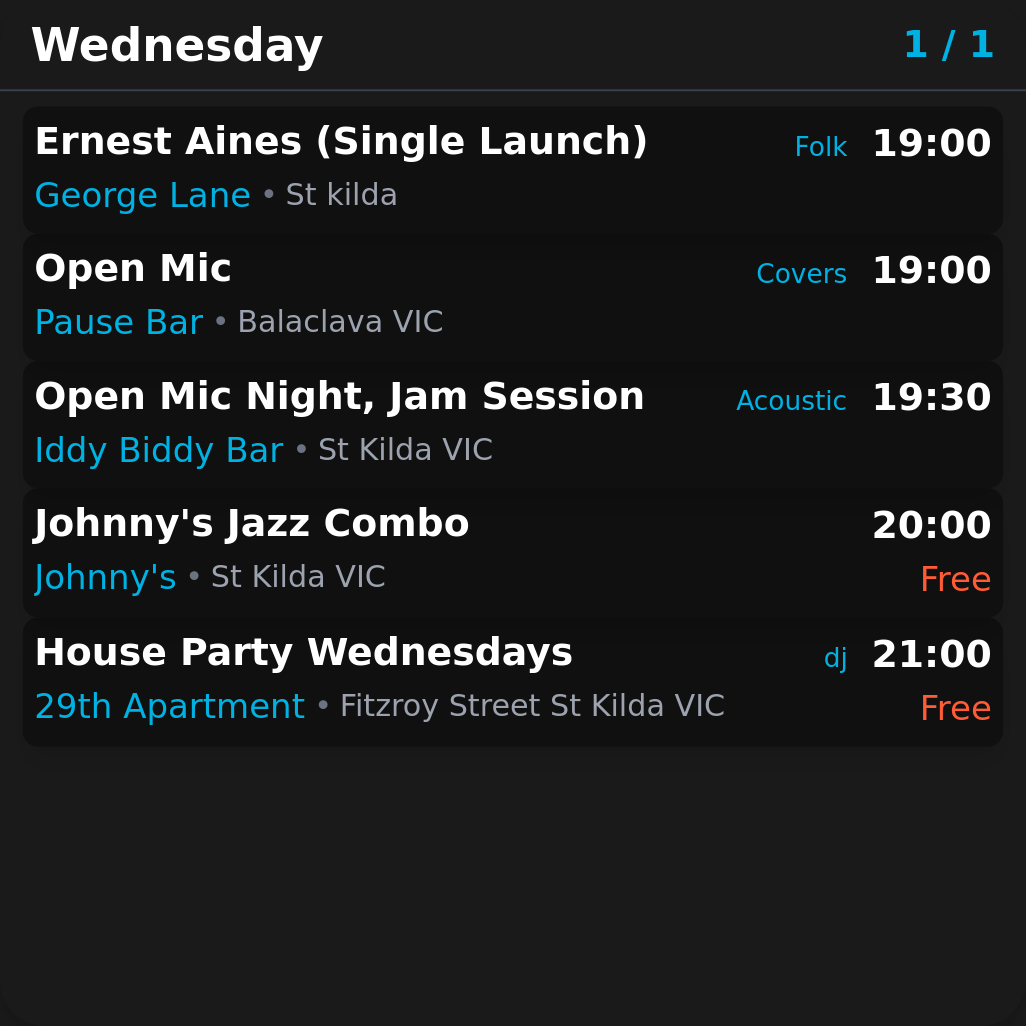 Wednesday 1 / 1
Ernest Aines (Single Launch) Folk 19:00
George Lane • St kilda
Open Mic Covers 19:00
Pause Bar • Balaclava VIC
Open Mic Night, Jam Session Acoustic 19:30
Iddy Biddy Bar • St Kilda VIC
Johnny's Jazz Combo 20:00
Johnny's • St Kilda VIC Free
House Party Wednesdays dj 21:00
29th Apartment • Fitzroy Street St Kilda VIC Free